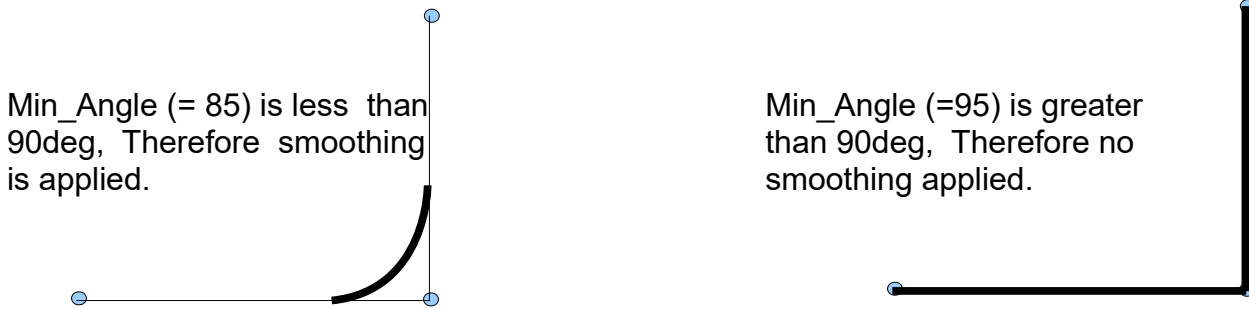 Min_Angle (= 85) is less than
90deg, Therefore smoothing
is applied.
Min_Angle (=95) is greater
than 90deg, Therefore no
smoothing applied.